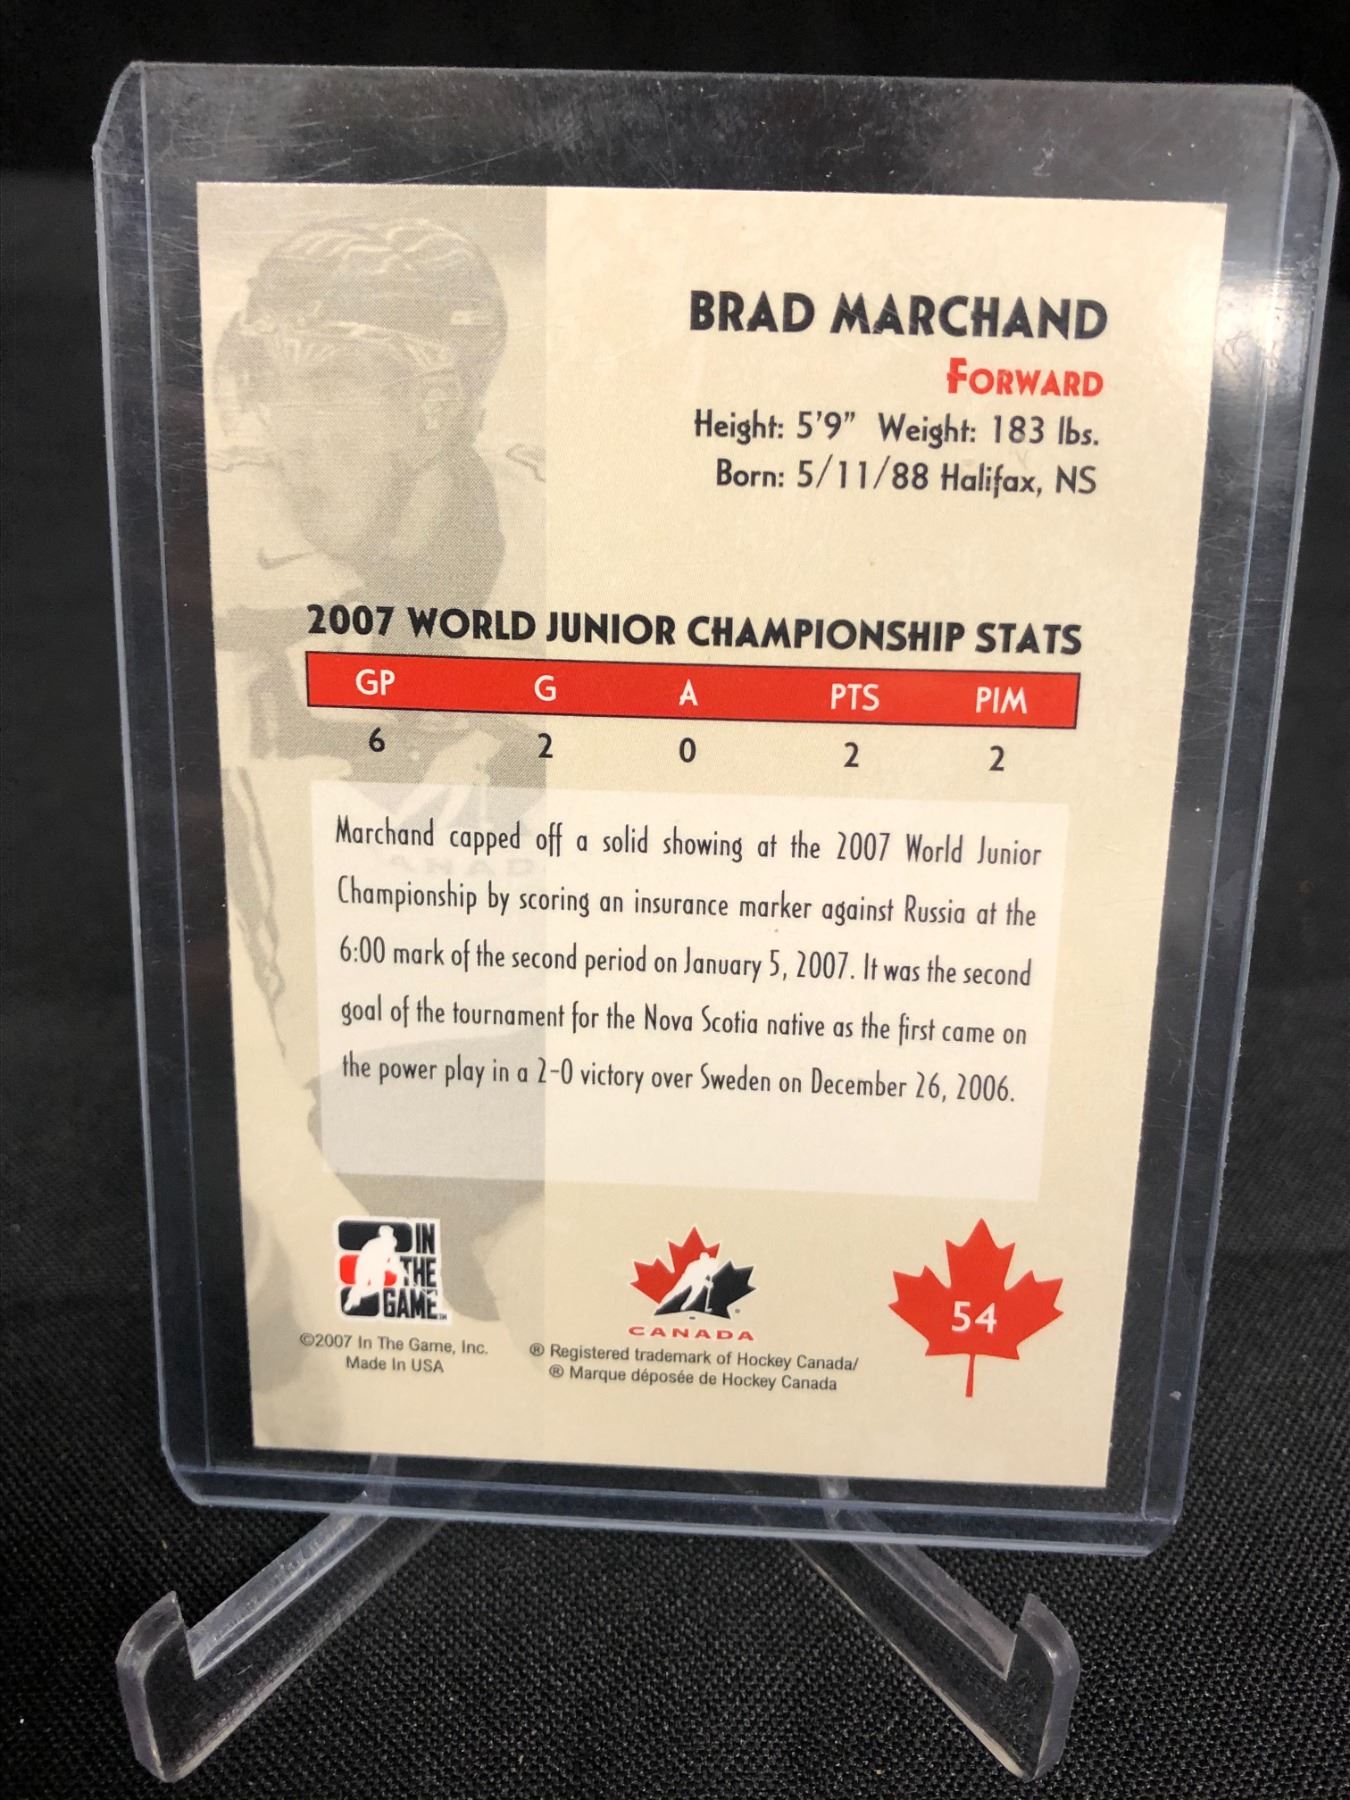 BRAD MARCHAND
FORWARD
Height: 5'9" Weight: 183 lbs.
Born: 5/11/88 Halifax, NS
2007 WORLD JUNIOR CHAMPIONSHIP STATS
GP G A PTS PIM
6 2 0 2 2
Marchand capped off a solid showing at the 2007 World Junior
Championship by scoring an insurance marker against Russia at the
6:00 mark of the second period on January 5, 2007. It was the second
goal of the tournament for the Nova Scotia native as the first came on
the power play in a 2-0 victory over Sweden on December 26, 2006.
IN
THE
GAME
©2007 In The Game, Inc.
Made In USA
CANADA
® Registered trademark of Hockey Canada/
® Marque déposée de Hockey Canada
54